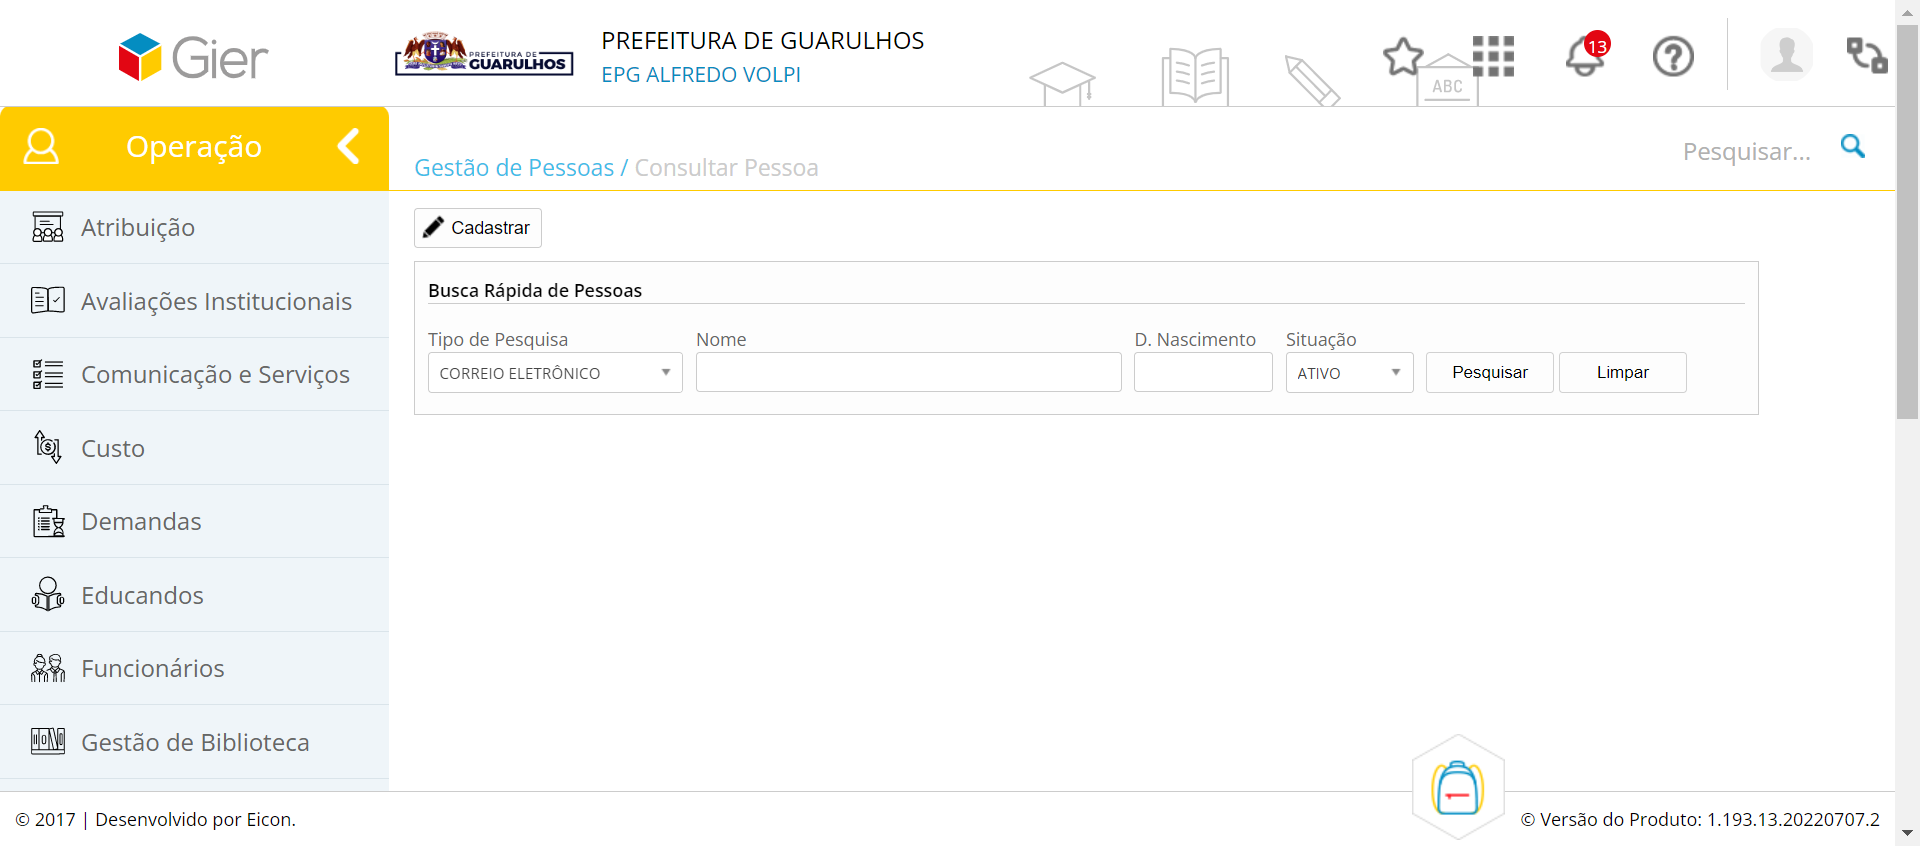 Gier
PREFEITURA DE
GUARULHOS
PREFEITURA DE GUARULHOS
EPG ALFREDO VOLPI
ABC
13
Operação
Gestão de Pessoas / Consultar Pessoa
Pesquisar...
Atribuição
Avaliações Institucionais
Comunicação e Serviços
Custo
Demandas
Educandos
Funcionários
Gestão de Biblioteca
Cadastrar
Busca Rápida de Pessoas
Tipo de Pesquisa Nome D. Nascimento Situação
CORREIO ELETRÔNICO ATIVO Pesquisar Limpar
© 2017 | Desenvolvido por Eicon.
© Versão do Produto: 1.193.13.20220707.2